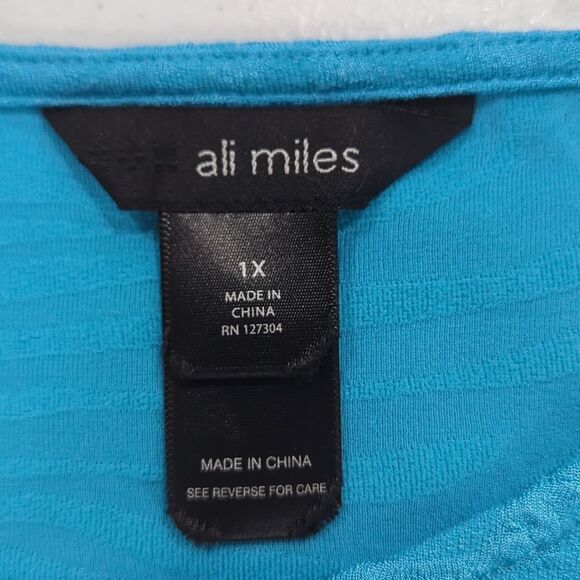 ali miles
1X
MADE IN
CHINA
RN 127304
MADE IN CHINA
SEE REVERSE FOR CARE